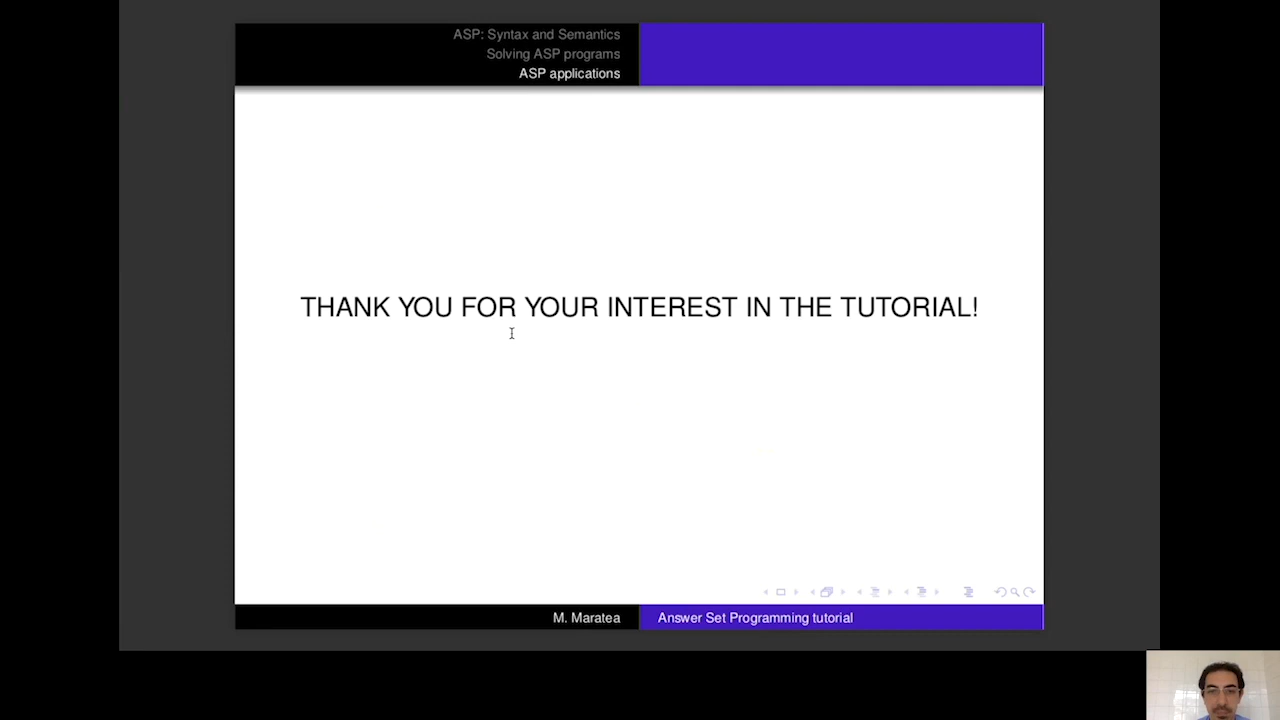 ASP: Syntax and Semantics
Solving ASP programs
ASP applications
THANK YOU FOR YOUR INTEREST IN THE TUTORIAL!
M. Maratea
Answer Set Programming tutorial